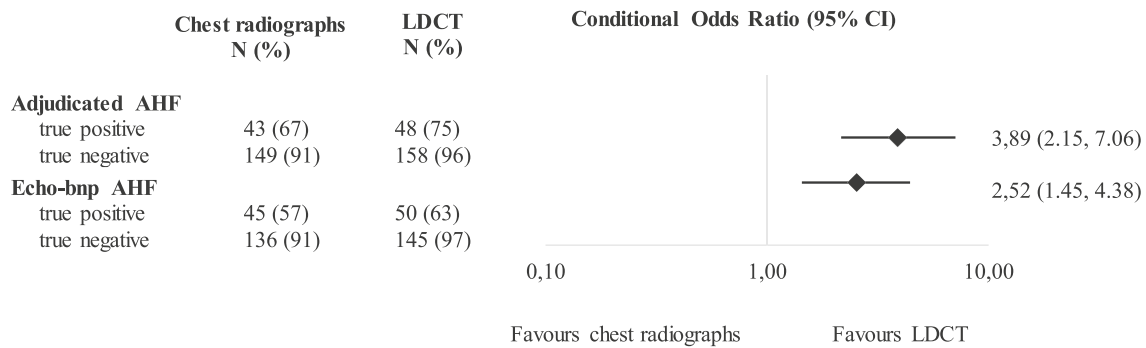 Chest radiographs LDCT Conditional Odds Ratio (95% CI)
N (%) N (%)
Adjudicated AHF
true positive 43 (67) 48 (75) 3,89 (2.15, 7.06)
true negative 149 (91) 158 (96)
Echo-bnp AHF 2,52 (1.45, 4.38)
true positive 45 (57) 50 (63)
true negative 136 (91) 145 (97)
0,10 1,00 10,00
Favours chest radiographs Favours LDCT